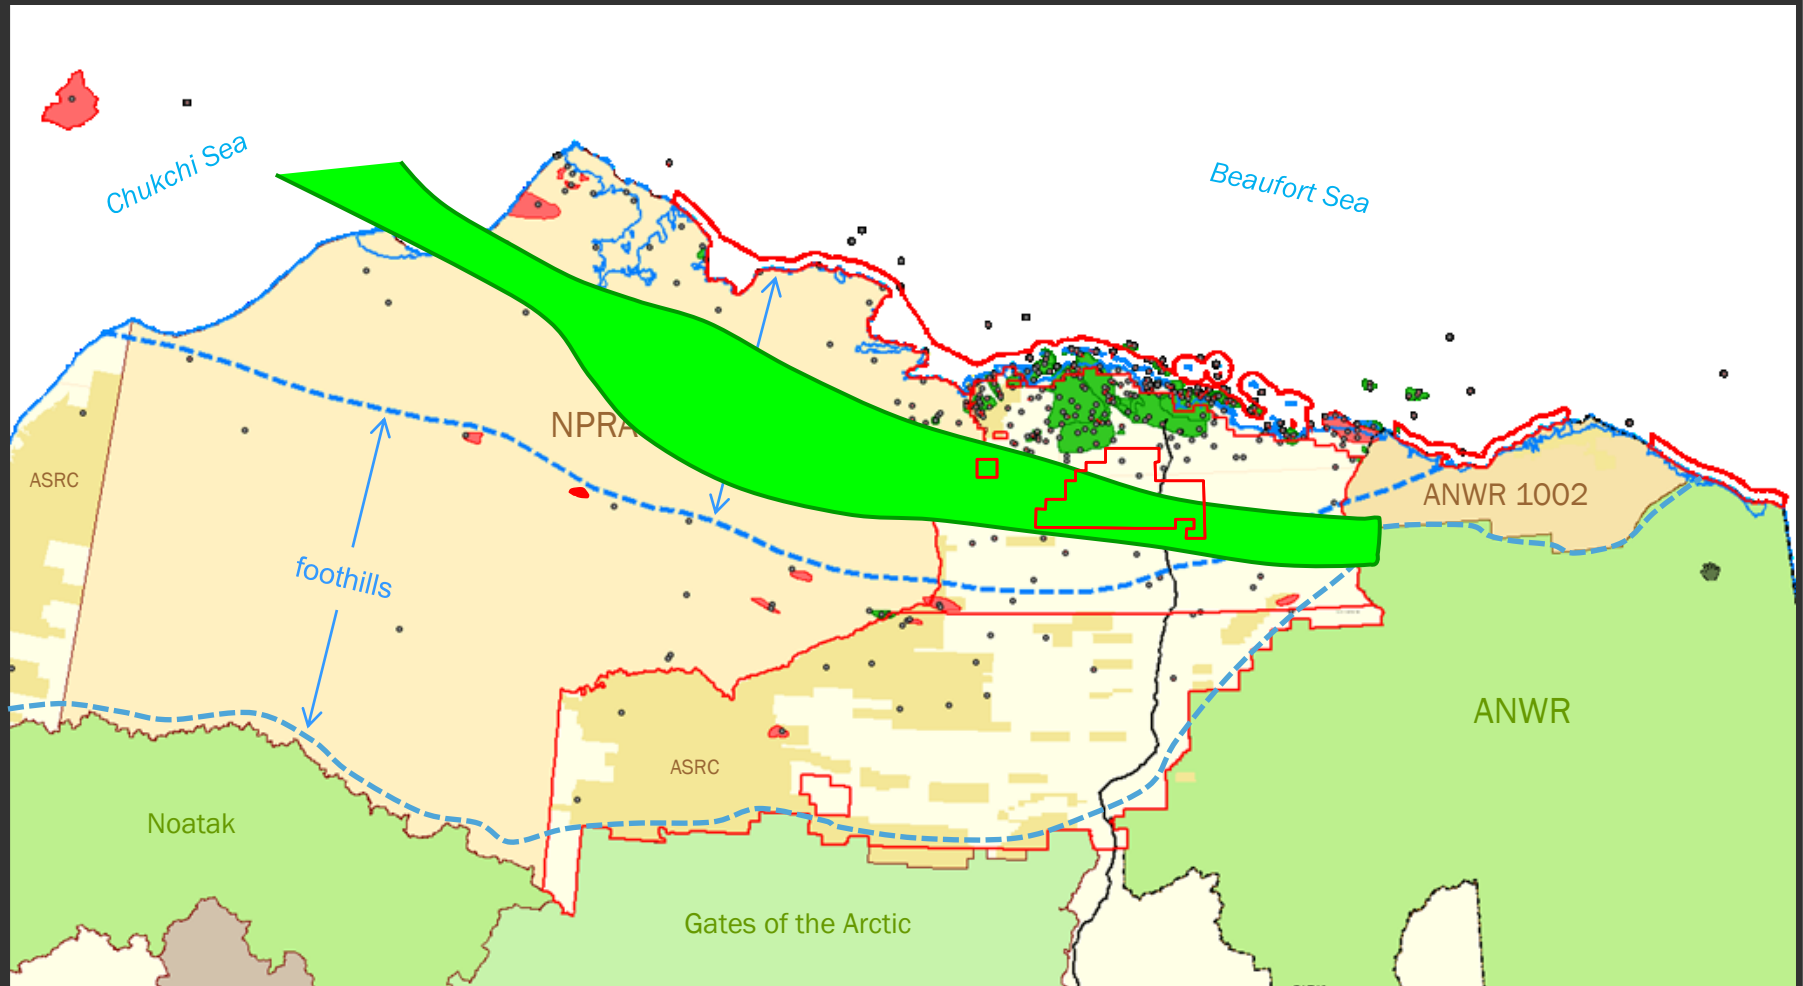 Chukchi Sea
Beaufort Sea
NPRA
ASRC
ANWR 1002
foothills
ANWR
ASRC
Noatak
Gates of the Arctic